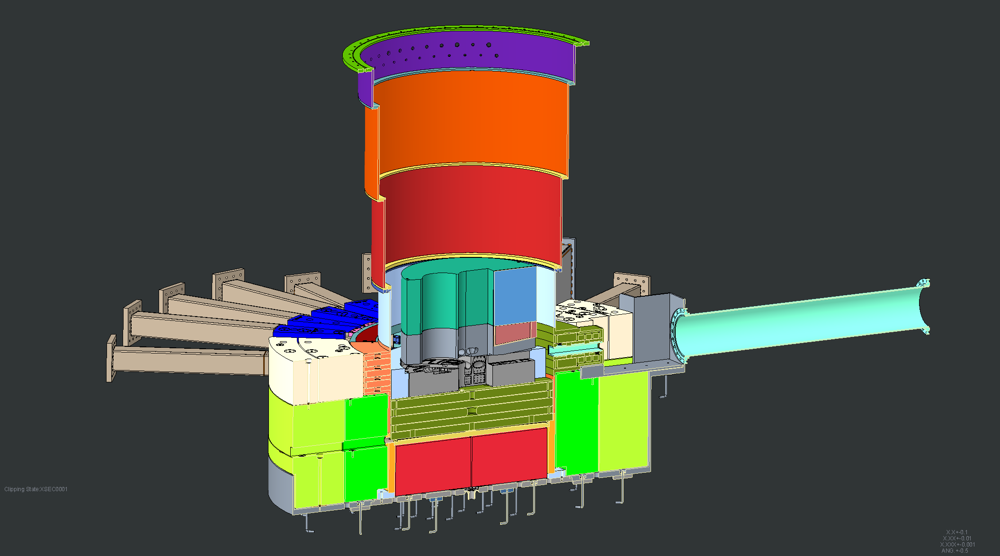 Clipping State:XSEC0001
X.X+-0.1
X.XX+-0.01
X.XXX+-0.001
ANG.+-0.5